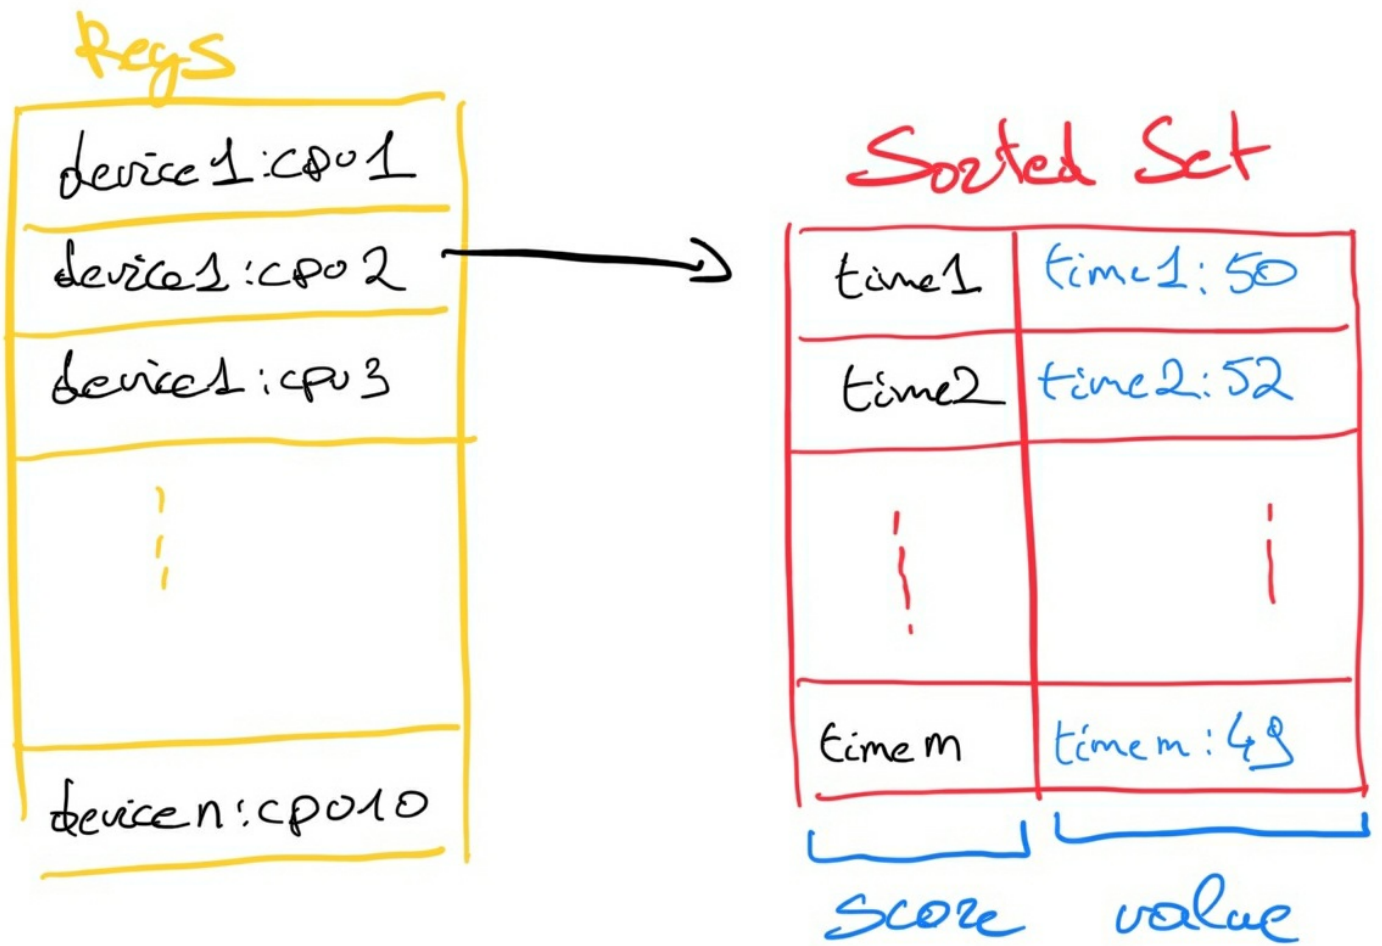 Keys
device1:cpu1
device1:cpu2
device1:cpu3
devicen:cpu10
Sorted Set
time1 time1:50
time2 time2:52
timem timem:49
score value